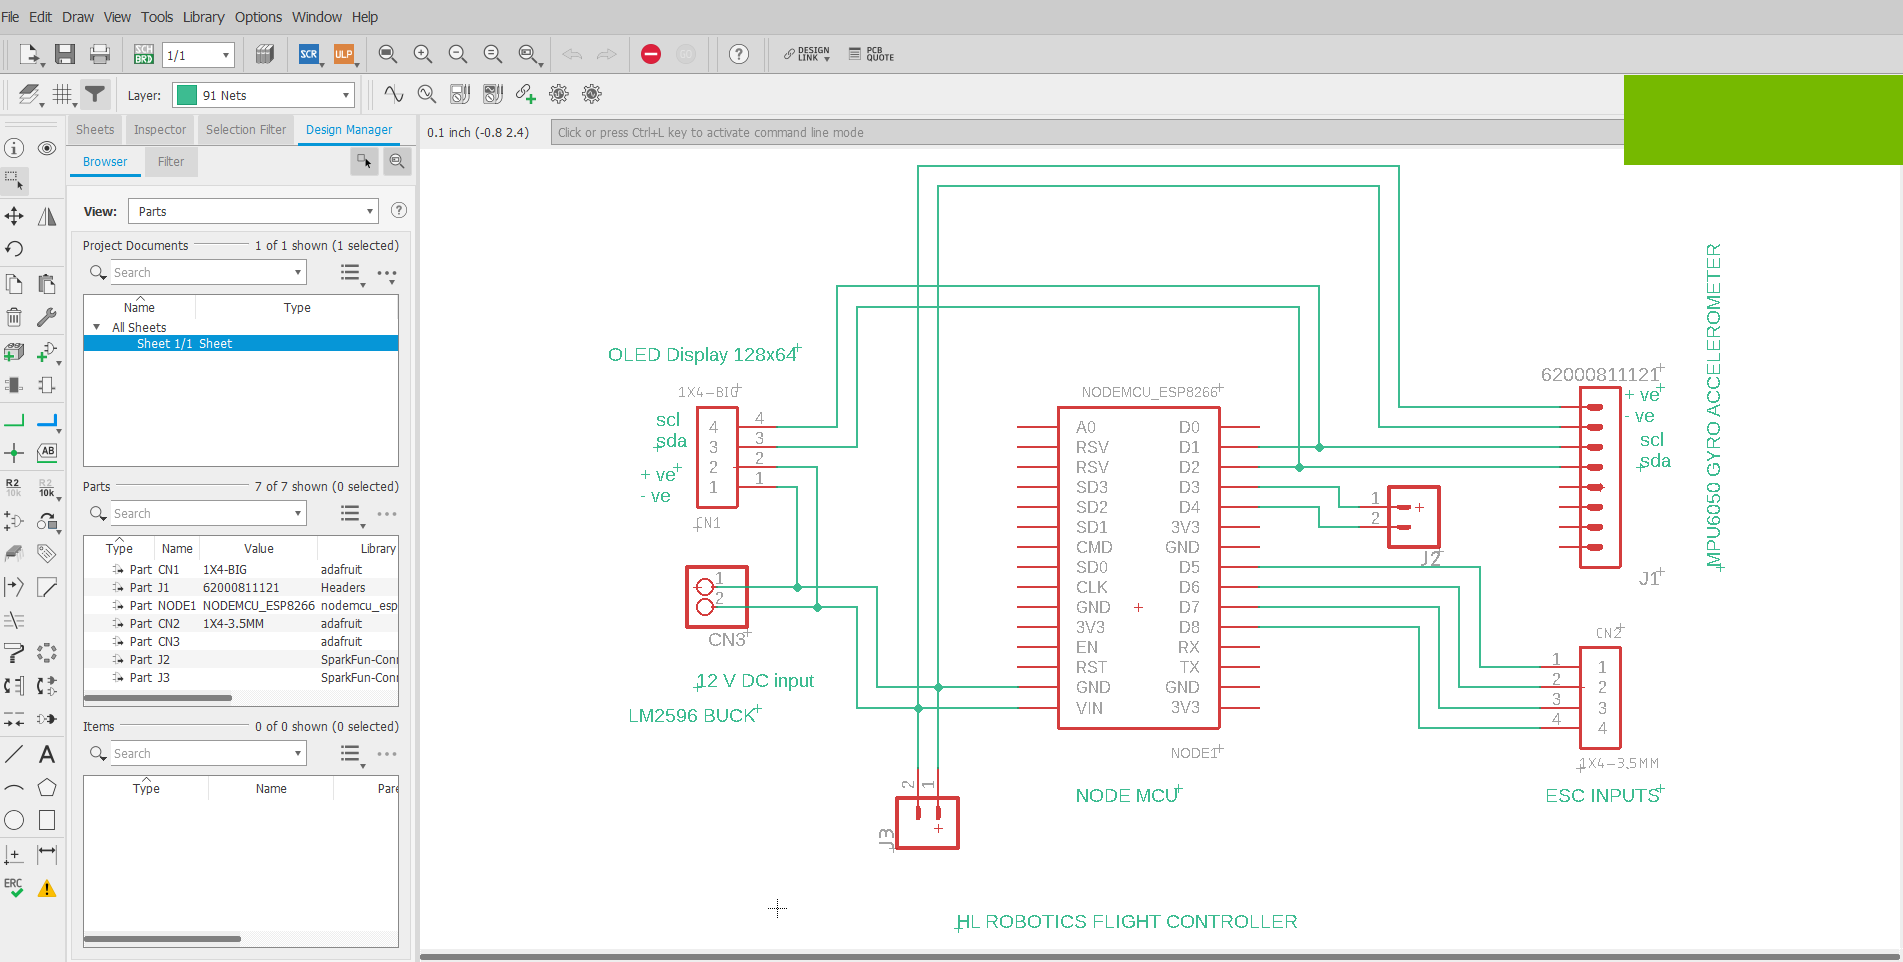 File Edit Draw View Tools Library Options Window Help
SCH BRD 1/1 SCR ULP DESIGN LINK PCB QUOTE
Layer: 91 Nets
Sheets Inspector Selection Filter Design Manager
0.1 inch (-0.8 2.4) Click or press Ctrl+L key to activate command line mode
Browser Filter
View: Parts
Project Documents 1 of 1 shown (1 selected)
Search
Name Type
All Sheets
Sheet 1/1 Sheet
Parts 7 of 7 shown (0 selected)
Search
Type Name Value Library
Part CN1 1X4-BIG adafruit
Part J1 62000811121 Headers
Part NODE1 NODEMCU_ESP8266 nodemcu_esp
Part CN2 1X4-3.5MM adafruit
Part CN3 adafruit
Part J2 SparkFun-Conn
Part J3 SparkFun-Conn
Items 0 of 0 shown (0 selected)
Search
Type Name Pare
R2 10k R2 10k
AB
ERC
OLED Display 128x64
1X4-BIG
scl
sda
+ ve
- ve
4 4
3 3
2 2
1 1
CN1
1
2
CN3
12 V DC input
LM2596 BUCK
NODEMCU_ESP8266
A0 D0
RSV D1
RSV D2
SD3 D3
SD2 D4
SD1 3V3
CMD GND
SD0 D5
CLK D6
GND D7
3V3 D8
EN RX
RST TX
GND GND
VIN 3V3
NODE1
NODE MCU
2 1
J3
1
2
J2
62000811121
+ ve
- ve
scl
sda
J1
MPU6050 GYRO ACCELEROMETER
CN2
1 1
2 2
3 3
4 4
1X4-3.5MM
ESC INPUTS
HL ROBOTICS FLIGHT CONTROLLER